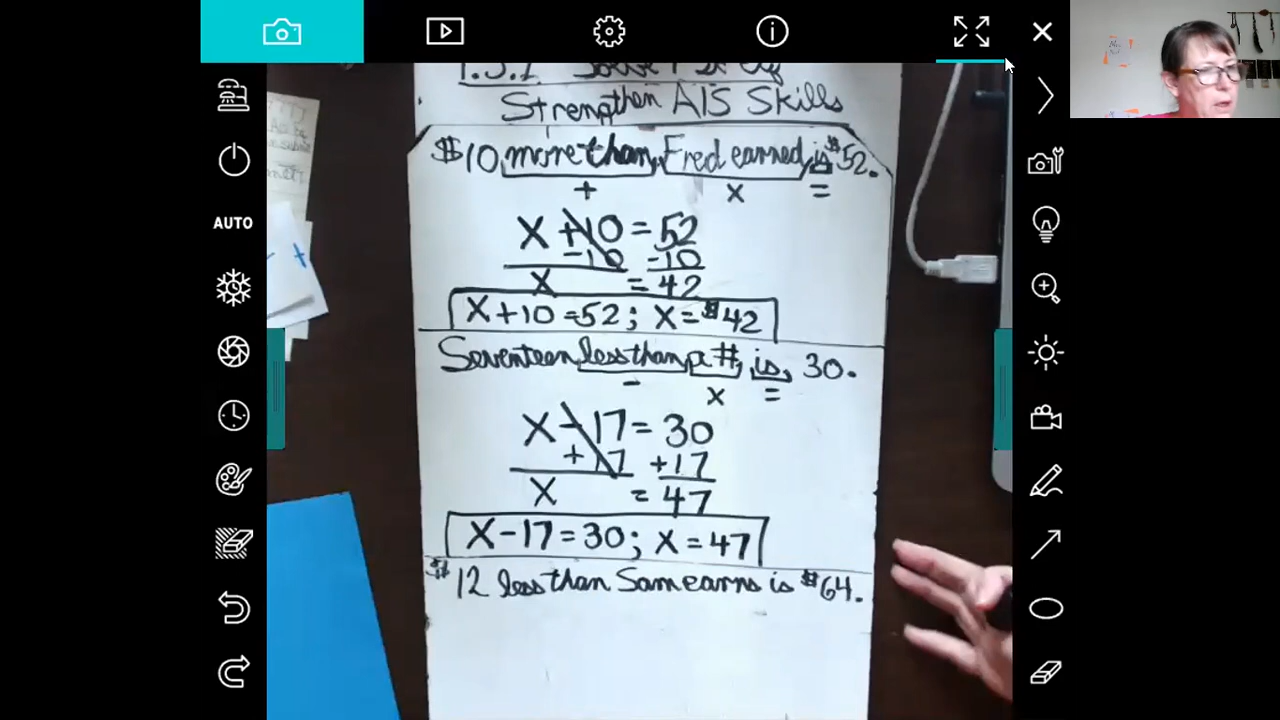 AUTO
Strengthen AIS Skills
$10 more than Fred earned is $52.
+ x =
X + 10 = 52
-10 -10
x = 42
X + 10 = 52; X = $42
Seventeen less than a #, is, 30.
- x =
X - 17 = 30
+ 17 +17
X = 47
X - 17 = 30; X = 47
$12 less than Sam earns is $64.